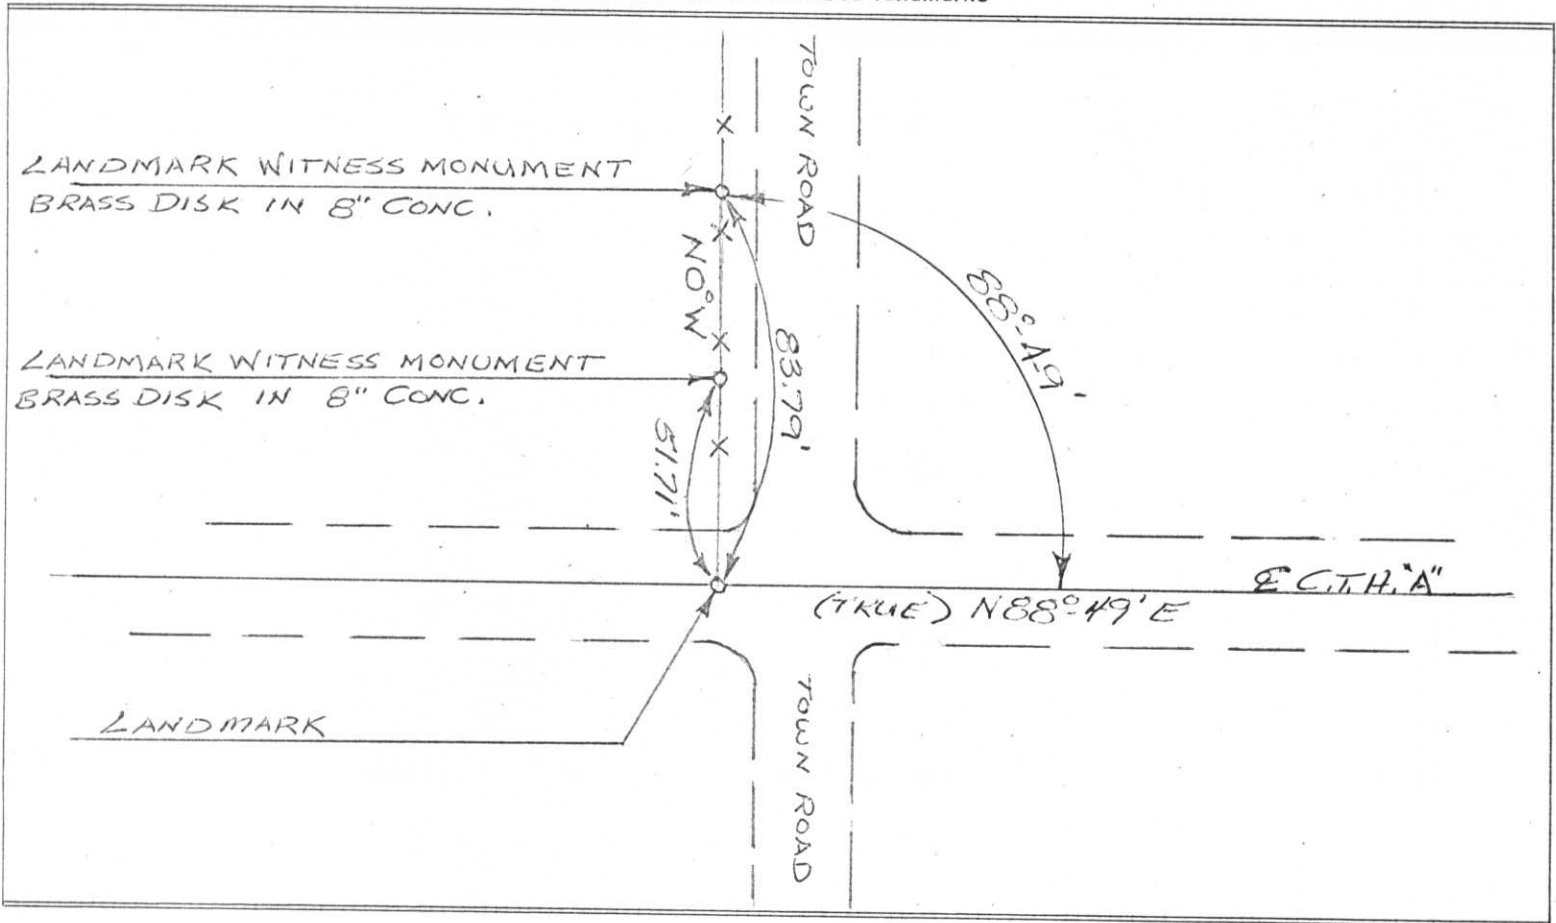 TOWN ROAD
LANDMARK WITNESS MONUMENT
BRASS DISK IN 8" CONC.
N0°W
88°-49'
83.79'
LANDMARK WITNESS MONUMENT
BRASS DISK IN 8" CONC.
51.71'
℄ C.T.H. "A"
(TRUE) N88°49'E
LANDMARK
TOWN ROAD